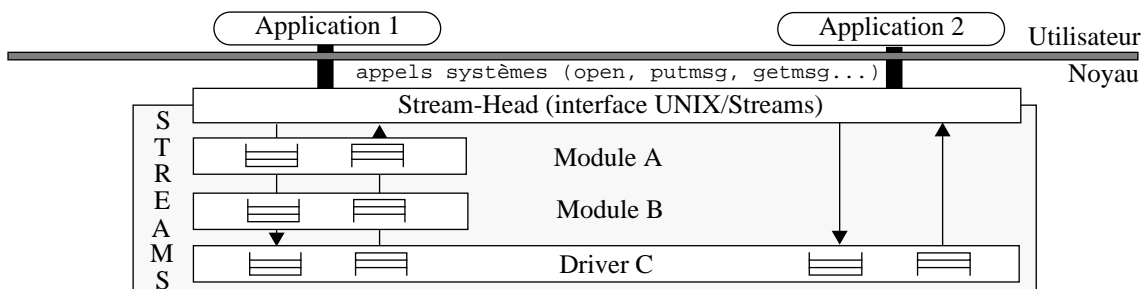 Application 1
Application 2
Utilisateur
appels systèmes (open, putmsg, getmsg...)
Noyau
Stream-Head (interface UNIX/Streams)
STREAMS
Module A
Module B
Driver C